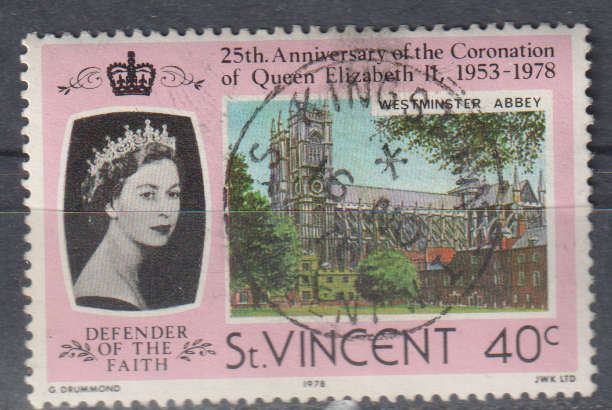 25th. Anniversary of the Coronation
of Queen Elizabeth II, 1953-1978
WESTMINSTER ABBEY
DEFENDER
OF THE
FAITH
St. VINCENT 40c
G. DRUMMOND
1978
JWK LTD